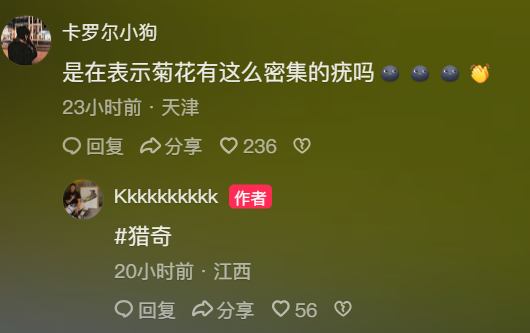 卡罗尔小狗
是在表示菊花有这么密集的疣吗🌚🌚🌚👏
23小时前 · 天津
回复 分享 236
Kkkkkkkkkkk 作者
#猎奇
20小时前 · 江西
回复 分享 56